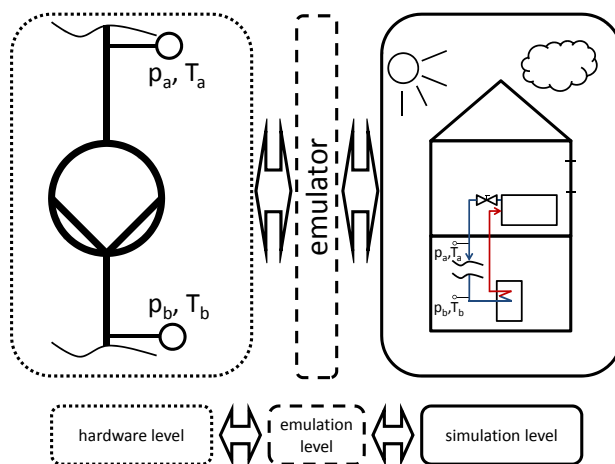 pa, Ta
pb, Tb
emulator
pa,Ta
pb,Tb
hardware level
emulation
level
simulation level